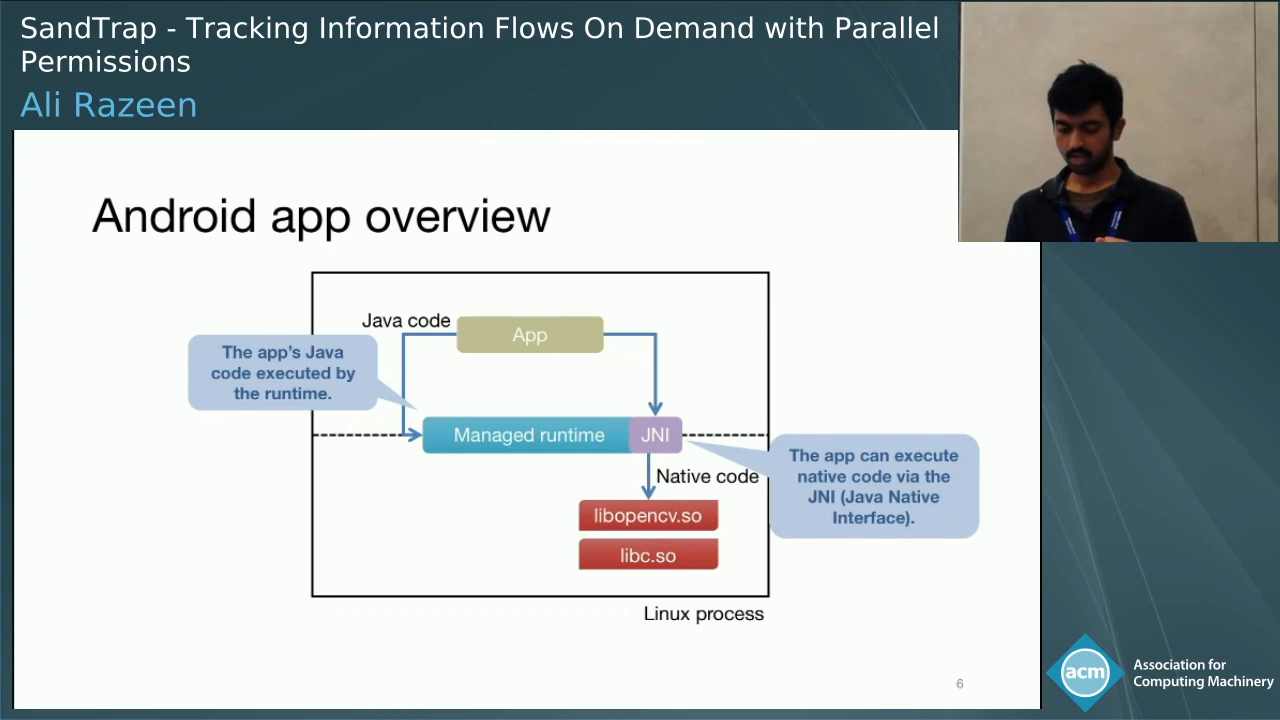 SandTrap - Tracking Information Flows On Demand with Parallel
Permissions
Ali Razeen
Android app overview
Java code
App
The app's Java
code executed by
the runtime.
Managed runtime
JNI
Native code
The app can execute
native code via the
JNI (Java Native
Interface).
libopencv.so
libc.so
Linux process
6
acm
Association for
Computing Machinery